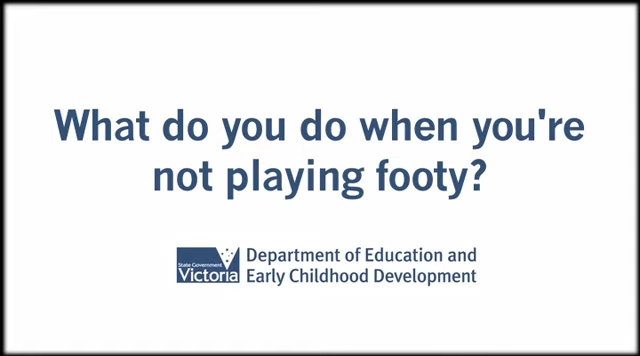 What do you do when you're
not playing footy?
State Government
Victoria
Department of Education and
Early Childhood Development